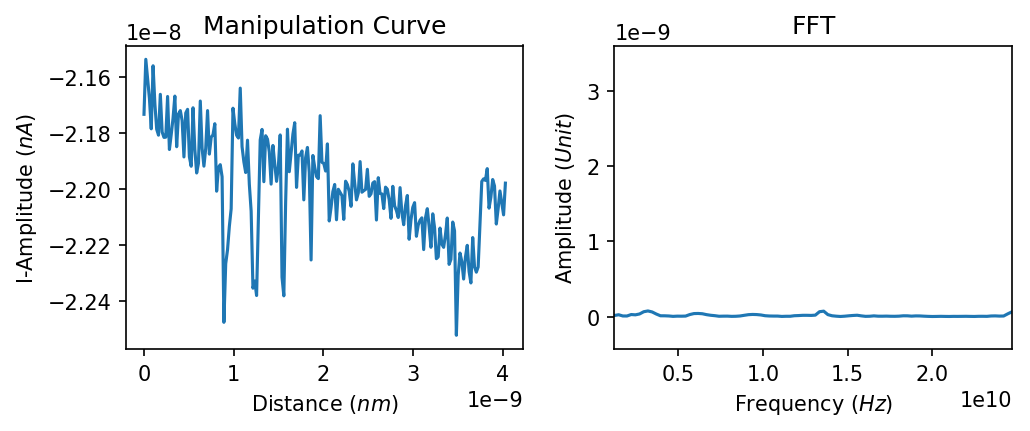 Manipulation Curve
1e−8
I-Amplitude (nA)
−2.16
−2.18
−2.20
−2.22
−2.24
0 1 2 3 4
Distance (nm)
1e−9
FFT
1e−9
Amplitude (Unit)
3
2
1
0
0.5 1.0 1.5 2.0
Frequency (Hz)
1e10